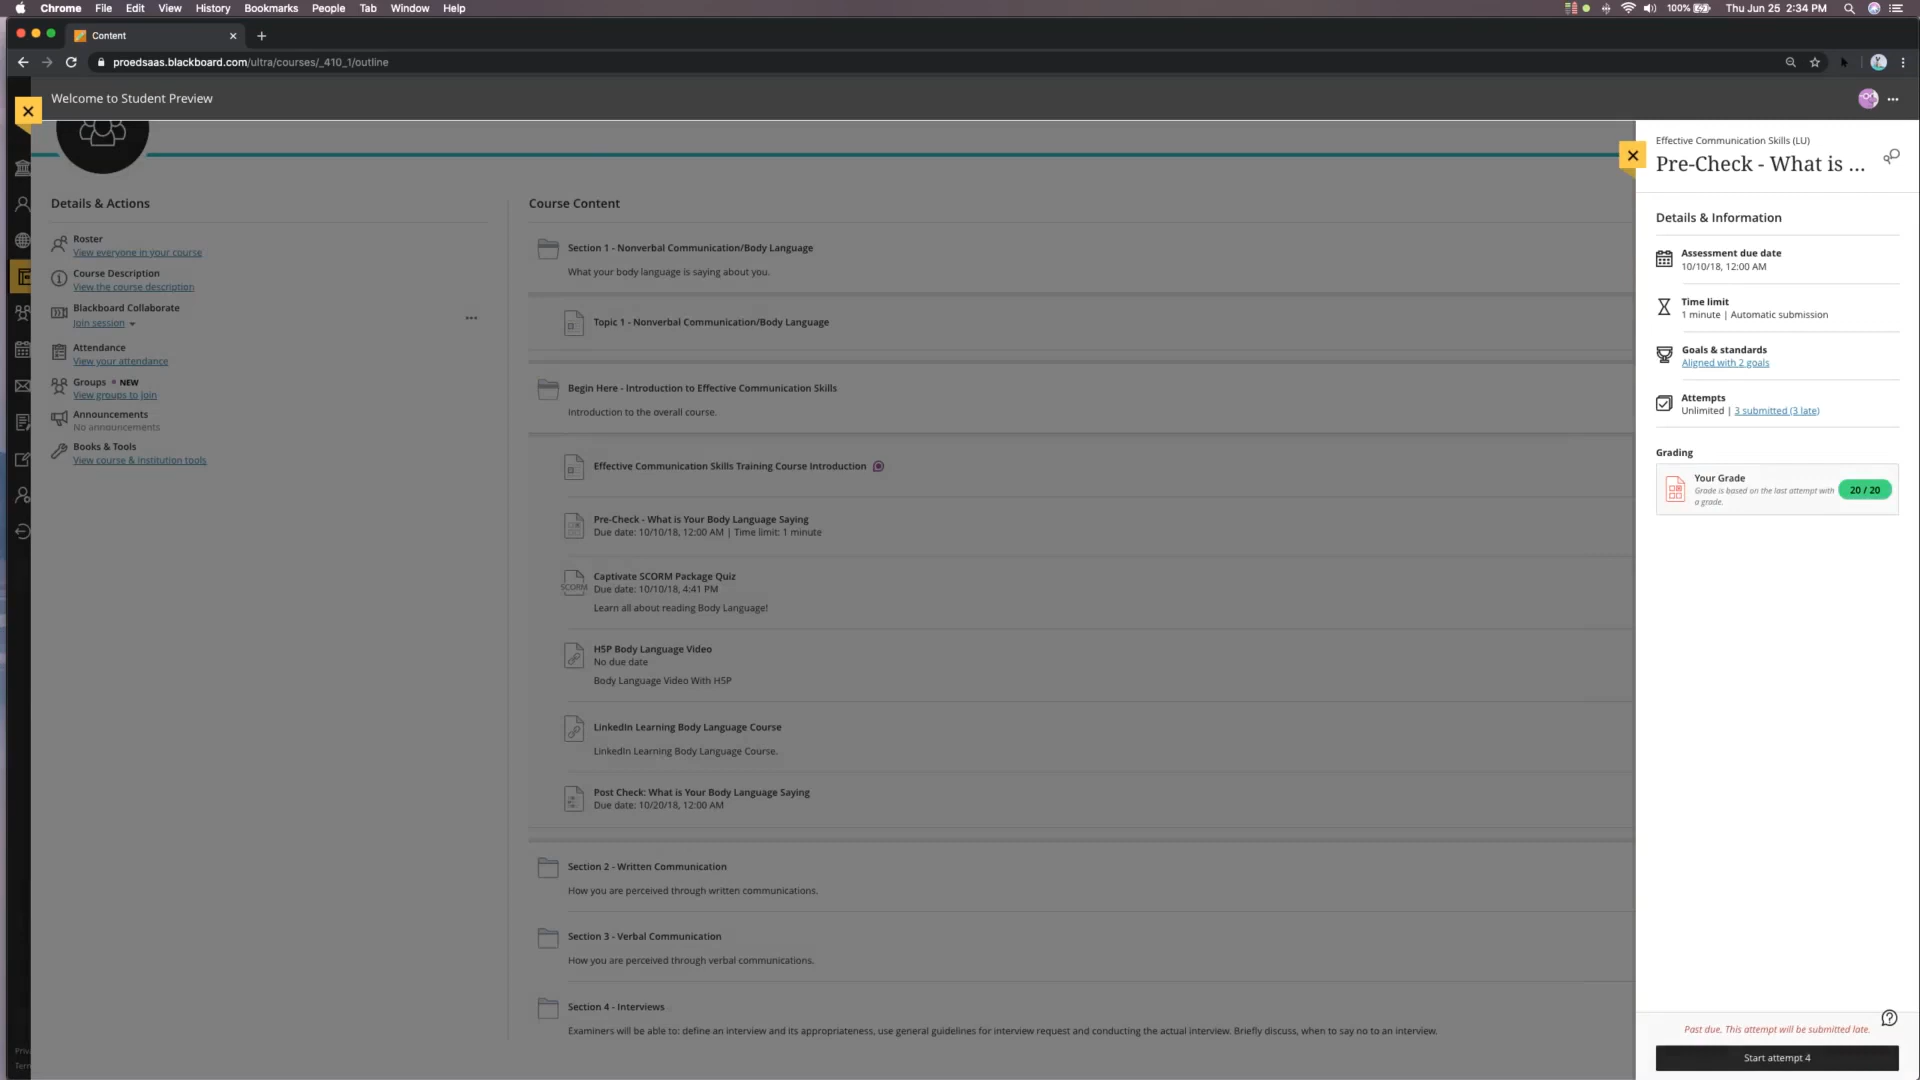 Chrome File Edit View History Bookmarks People Tab Window Help
100% Thu Jun 25 2:34 PM
Content
proedsaas.blackboard.com/ultra/courses/_410_1/outline
Welcome to Student Preview
Details & Actions
Roster
View everyone in your course
Course Description
View the course description
Blackboard Collaborate
Join session
Attendance
View your attendance
Groups • NEW
View groups to join
Announcements
No announcements
Books & Tools
View course & institution tools
Course Content
Section 1 - Nonverbal Communication/Body Language
What your body language is saying about you.
Topic 1 - Nonverbal Communication/Body Language
Begin Here - Introduction to Effective Communication Skills
Introduction to the overall course.
Effective Communication Skills Training Course Introduction
Pre-Check - What is Your Body Language Saying
Due date: 10/10/18, 12:00 AM | Time limit: 1 minute
SCORM
Captivate SCORM Package Quiz
Due date: 10/10/18, 4:41 PM
Learn all about reading Body Language!
H5P Body Language Video
No due date
Body Language Video With H5P
LinkedIn Learning Body Language Course
LinkedIn Learning Body Language Course.
Post Check: What is Your Body Language Saying
Due date: 10/20/18, 12:00 AM
Section 2 - Written Communication
How you are perceived through written communications.
Section 3 - Verbal Communication
How you are perceived through verbal communications.
Section 4 - Interviews
Examiners will be able to: define an interview and its appropriateness, use general guidelines for interview request and conducting the actual interview. Briefly discuss, when to say no to an interview.
Priv
Term
Effective Communication Skills (LU)
Pre-Check - What is ...
Details & Information
Assessment due date
10/10/18, 12:00 AM
Time limit
1 minute | Automatic submission
Goals & standards
Aligned with 2 goals
Attempts
Unlimited | 3 submitted (3 late)
Grading
Your Grade
Grade is based on the last attempt with
a grade.
20 / 20
Past due. This attempt will be submitted late.
Start attempt 4